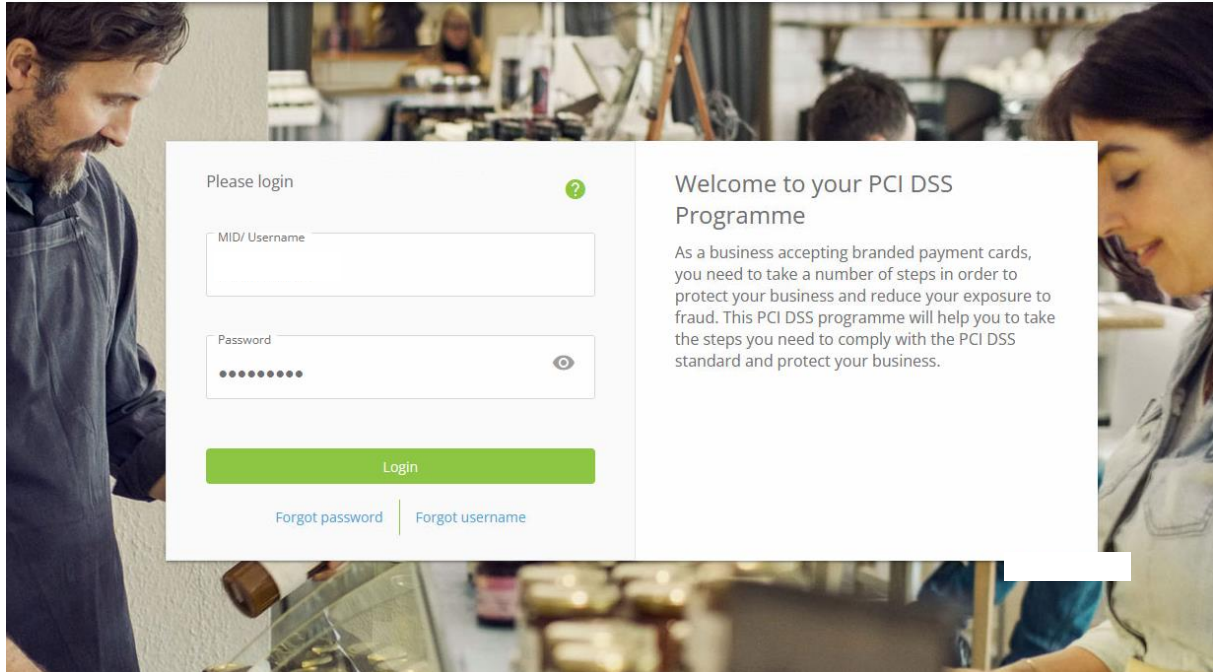 Please login
?
MID/ Username
Password
Login
Forgot password
Forgot username
Welcome to your PCI DSS
Programme
As a business accepting branded payment cards,
you need to take a number of steps in order to
protect your business and reduce your exposure to
fraud. This PCI DSS programme will help you to take
the steps you need to comply with the PCI DSS
standard and protect your business.